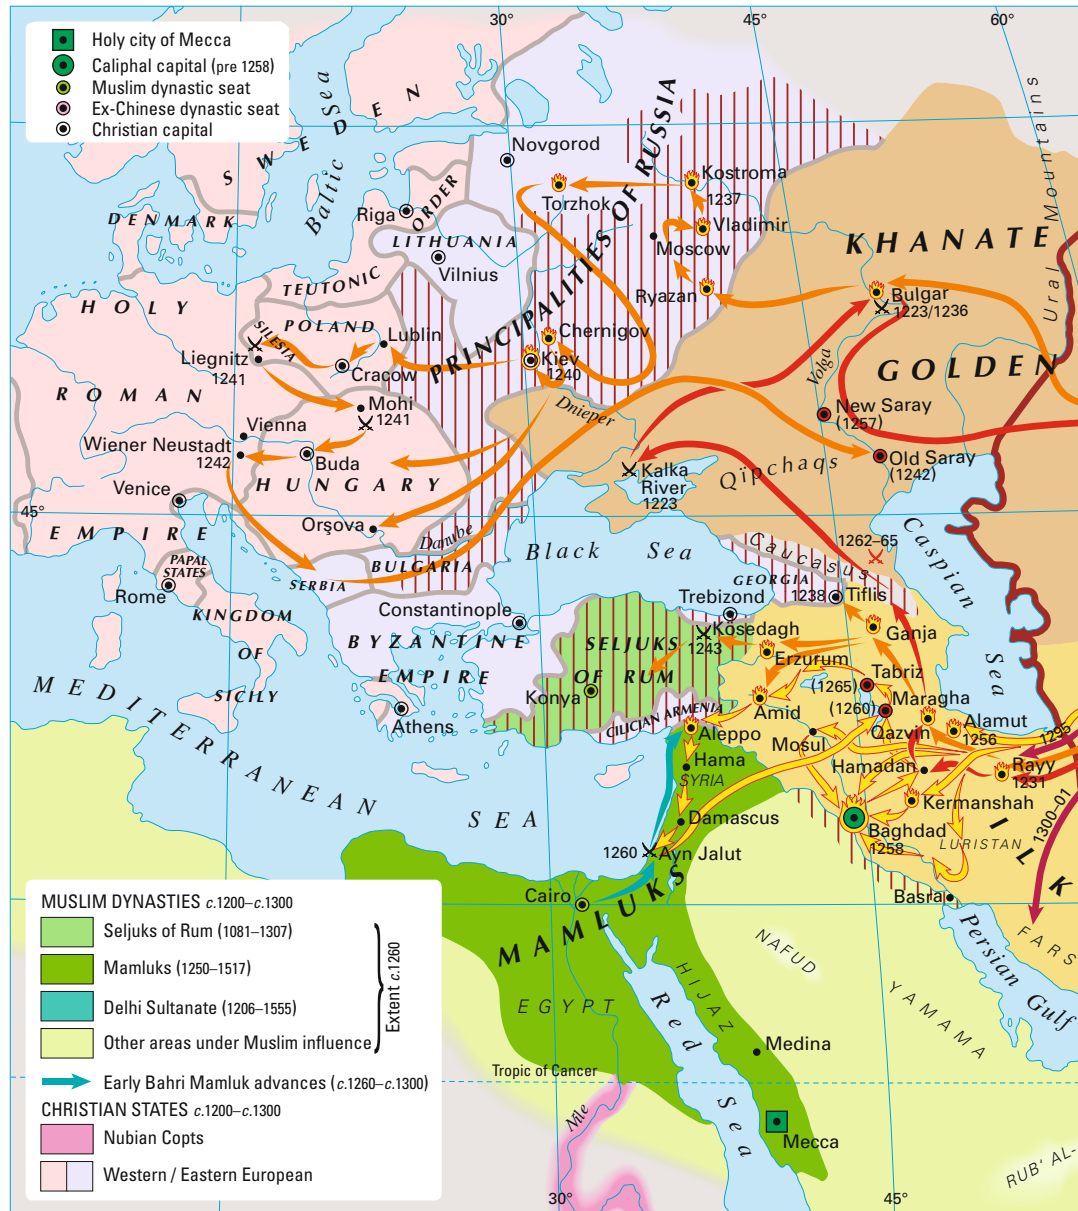 30°
45°
60°
Holy city of Mecca
Caliphal capital (pre 1258)
Muslim dynastic seat
Ex-Chinese dynastic seat
Christian capital
SWEDEN
Baltic Sea
DENMARK
Novgorod
Torzhok
Kostroma
1237
Vladimir
Moscow
Ryazan
PRINCIPALITIES OF RUSSIA
Riga
ORDER
TEUTONIC
LITHUANIA
Vilnius
KHANATE
GOLDEN
Ural Mountains
Bulgar
1223/1236
Volga
HOLY
ROMAN
EMPIRE
POLAND
SILESIA
Lublin
Liegnitz
1241
Cracow
Chernigov
Kiev
1240
Dnieper
Mohi
1241
Vienna
Wiener Neustadt
1242
Buda
HUNGARY
Venice
45°
Orşova
Danube
New Saray
(1257)
Old Saray
(1242)
Qïpchaqs
Kalka
River
1223
PAPAL
STATES
Rome
SERBIA
BULGARIA
Black Sea
Caucasus
1262–65
Caspian Sea
GEORGIA
1238
Tiflis
Trebizond
Constantinople
BYZANTINE
EMPIRE
KINGDOM
OF
SICILY
Athens
SELJUKS
OF RUM
Kösedagh
1243
Konya
Ganja
Erzurum
Tabriz
(1265)
Maragha
(1260)
Amid
CILICIAN ARMENIA
Aleppo
Mosul
Qazvin
Alamut
1256
1295
Hamadan
Rayy
1231
Hama
SYRIA
Kermanshah
Damascus
Baghdad
1258
LURISTAN
1300–01
ILK
MEDITERRANEAN
SEA
1260
Ayn Jalut
Cairo
MAMLUKS
Basra
Persian Gulf
FARS
NAFUD
YAMAMA
HIJAZ
EGYPT
Red Sea
Medina
Tropic of Cancer
Nile
Mecca
RUB' AL-
30°
45°
MUSLIM DYNASTIES c.1200–c.1300
Seljuks of Rum (1081–1307)
Mamluks (1250–1517)
Delhi Sultanate (1206–1555)
Other areas under Muslim influence
Extent c.1260
Early Bahri Mamluk advances (c.1260–c.1300)
CHRISTIAN STATES c.1200–c.1300
Nubian Copts
Western / Eastern European